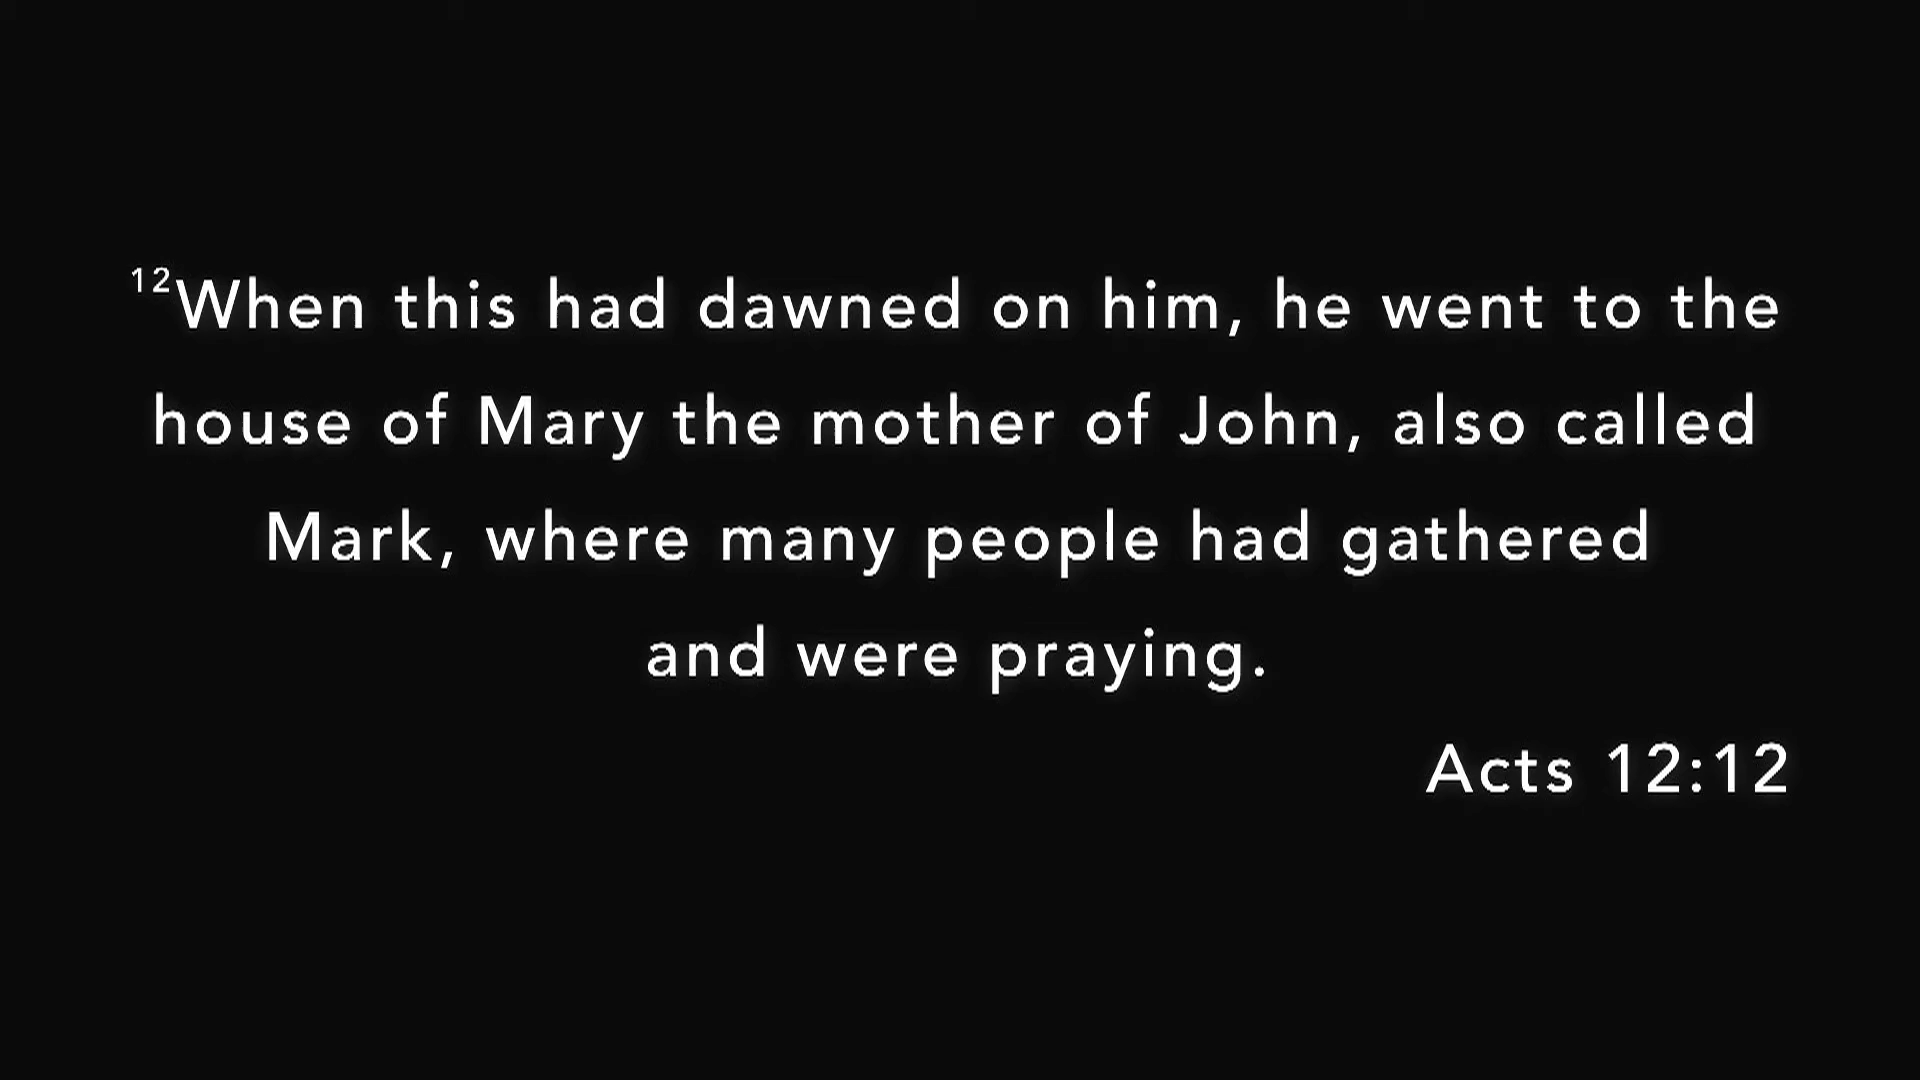 12When this had dawned on him, he went to the
house of Mary the mother of John, also called
Mark, where many people had gathered
and were praying.
Acts 12:12